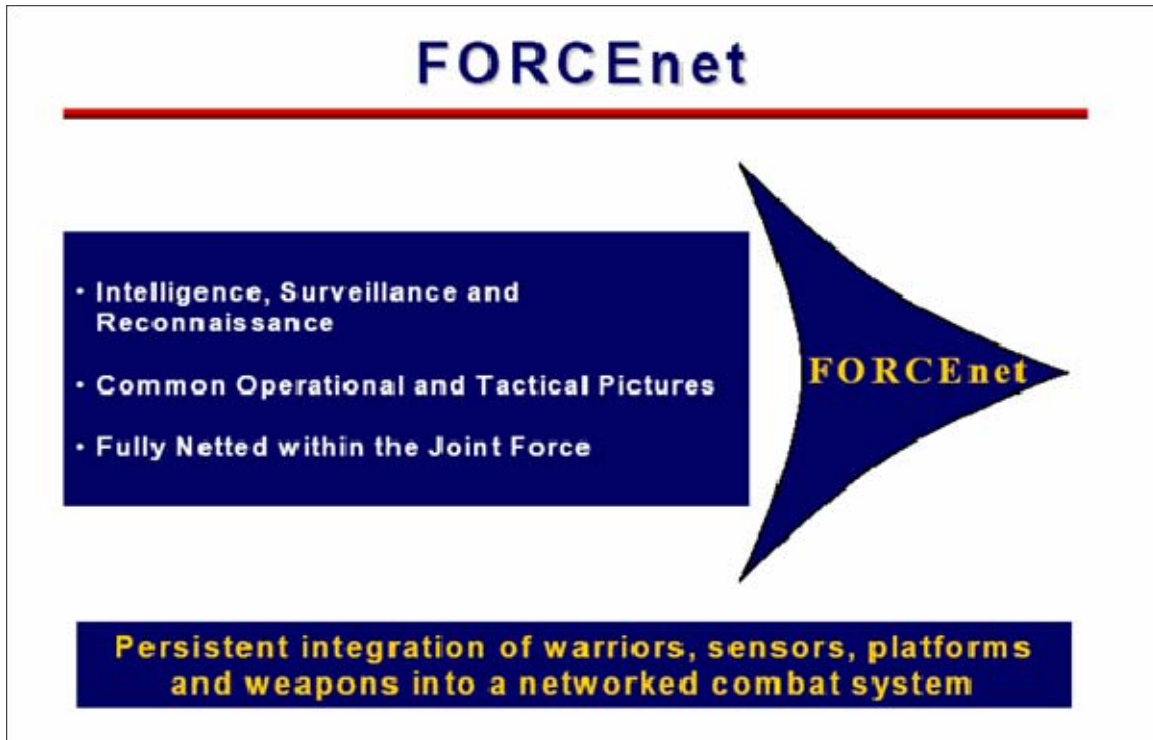 FORCEnet
• Intelligence, Surveillance and
Reconnaissance
• Common Operational and Tactical Pictures
• Fully Netted within the Joint Force
FORCEnet
Persistent integration of warriors, sensors, platforms
and weapons into a networked combat system